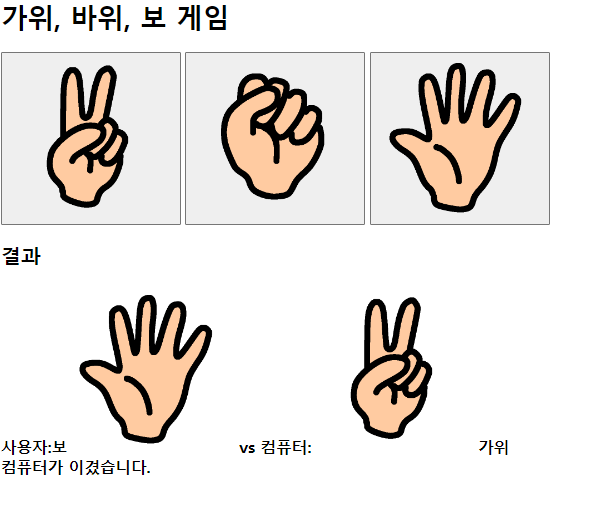 가위, 바위, 보 게임
결과
사용자:보 vs 컴퓨터: 가위
컴퓨터가 이겼습니다.